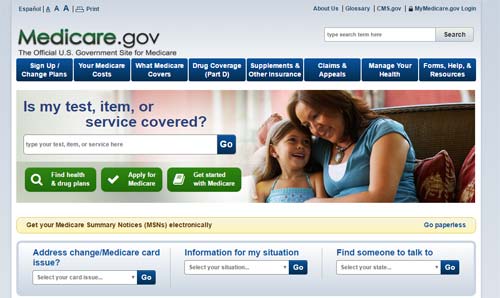 Español | A A A | Print
About Us | Glossary | CMS.gov | MyMedicare.gov Login
Medicare.gov
The Official U.S. Government Site for Medicare
type search term here Search
Sign Up / Change Plans
Your Medicare Costs
What Medicare Covers
Drug Coverage (Part D)
Supplements & Other Insurance
Claims & Appeals
Manage Your Health
Forms, Help, & Resources
Is my test, item, or
service covered?
type your test, item, or service here Go
Find health & drug plans
Apply for Medicare
Get started with Medicare
Get your Medicare Summary Notices (MSNs) electronically Go paperless
Address change/Medicare card issue?
Select your card issue... Go
Information for my situation
Select your situation... Go
Find someone to talk to
Select your state... Go